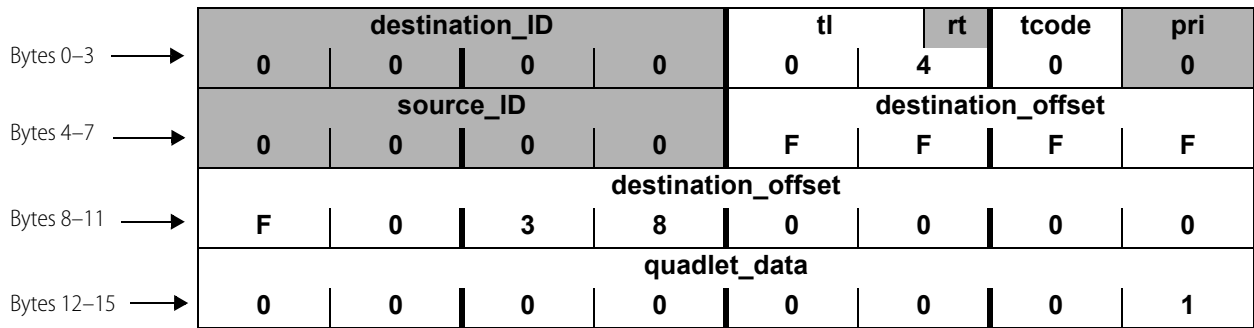 destination_ID tl rt tcode pri
Bytes 0–3 0 0 0 0 0 4 0 0
source_ID destination_offset
Bytes 4–7 0 0 0 0 F F F F
destination_offset
Bytes 8–11 F 0 3 8 0 0 0 0
quadlet_data
Bytes 12–15 0 0 0 0 0 0 0 1